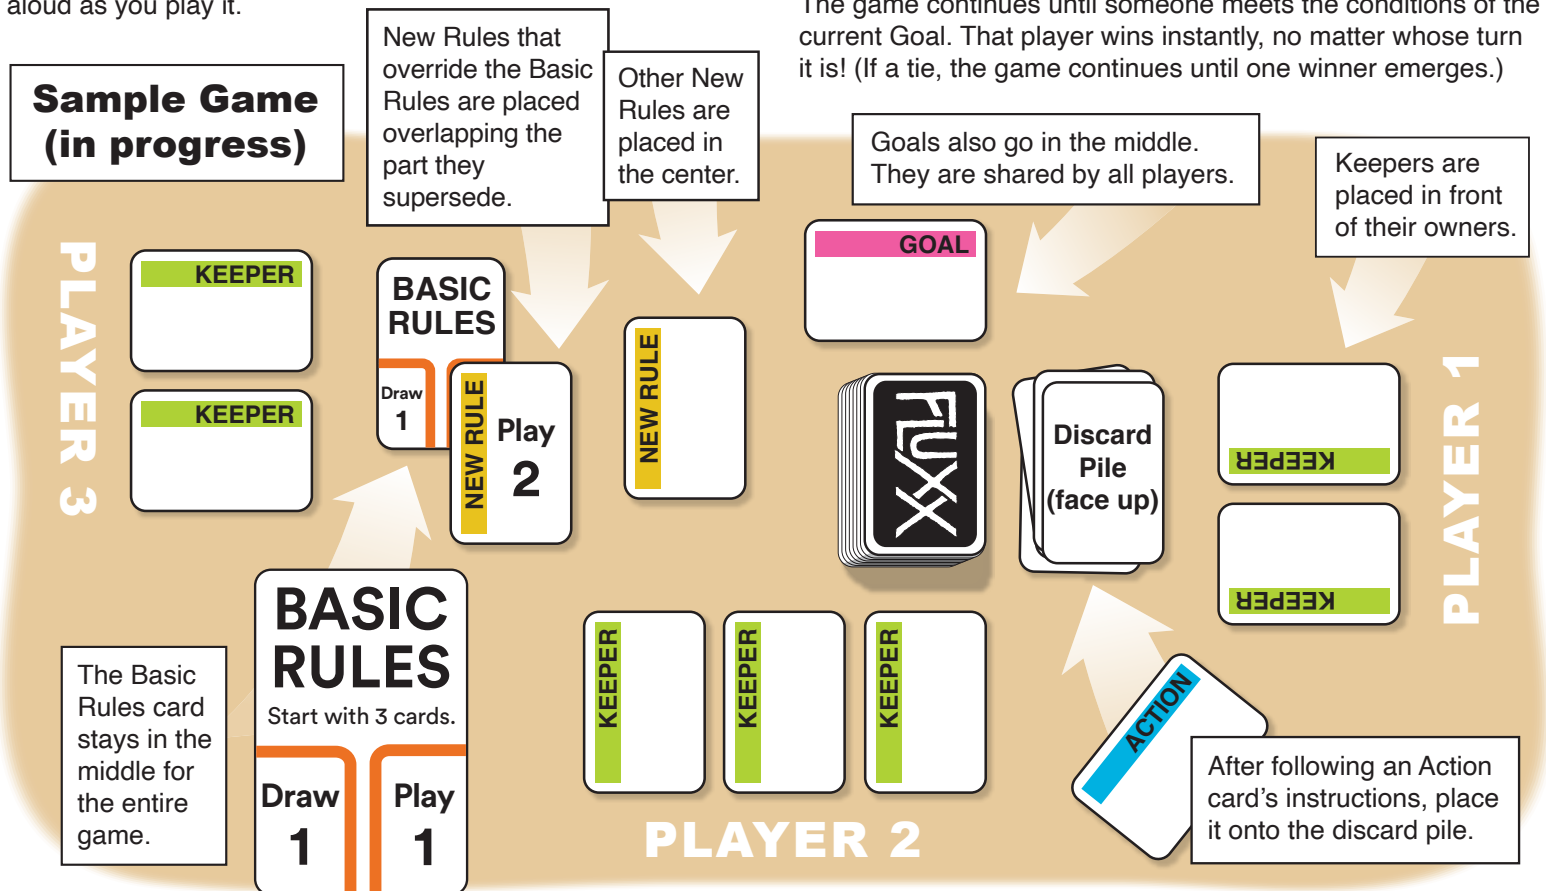 aloud as you play it.
The game continues until someone meets the conditions of the
current Goal. That player wins instantly, no matter whose turn
it is! (If a tie, the game continues until one winner emerges.)
Sample Game
(in progress)
New Rules that
override the Basic
Rules are placed
overlapping the
part they
supersede.
Other New
Rules are
placed in
the center.
Goals also go in the middle.
They are shared by all players.
Keepers are
placed in front
of their owners.
PLAYER 3
KEEPER
KEEPER
BASIC
RULES
Draw
1
NEW RULE
Play
2
NEW RULE
GOAL
FLUXX
Discard
Pile
(face up)
KEEPER
KEEPER
PLAYER 1
The Basic
Rules card
stays in the
middle for
the entire
game.
BASIC
RULES
Start with 3 cards.
Draw
1
Play
1
KEEPER
KEEPER
KEEPER
PLAYER 2
ACTION
After following an Action
card's instructions, place
it onto the discard pile.